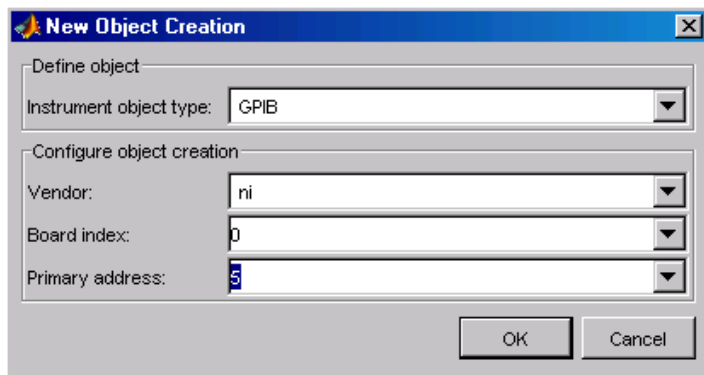 New Object Creation
Define object
Instrument object type: GPIB
Configure object creation
Vendor: ni
Board index: 0
Primary address: 5
OK Cancel